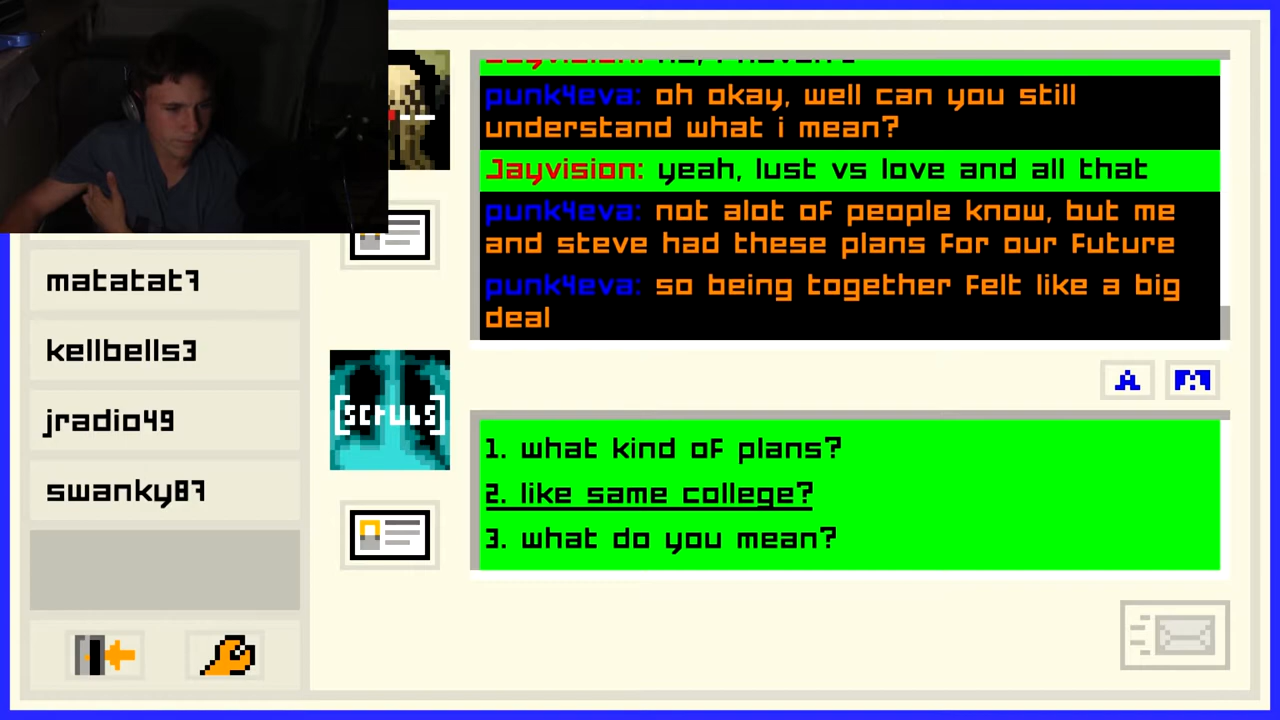 punk4eva: oh okay, well can you still
understand what i mean?
Jayvision: yeah, lust vs love and all that
punk4eva: not alot of people know, but me
and steve had these plans for our future
punk4eva: so being together felt like a big
deal
matatat7
kellbells3
jradio49
swanky87
[scrubs]
A
1. what kind of plans?
2. like same college?
3. what do you mean?